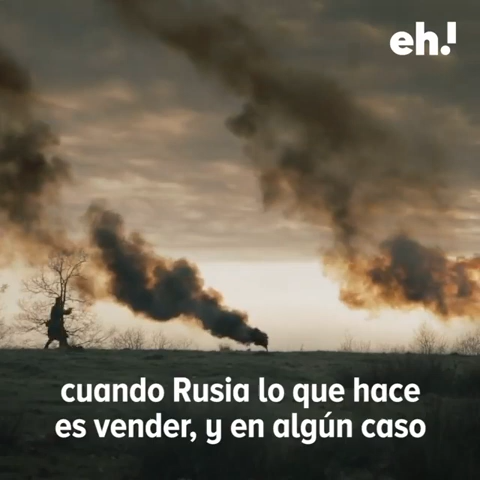 eh.!
cuando Rusia lo que hace
es vender, y en algún caso